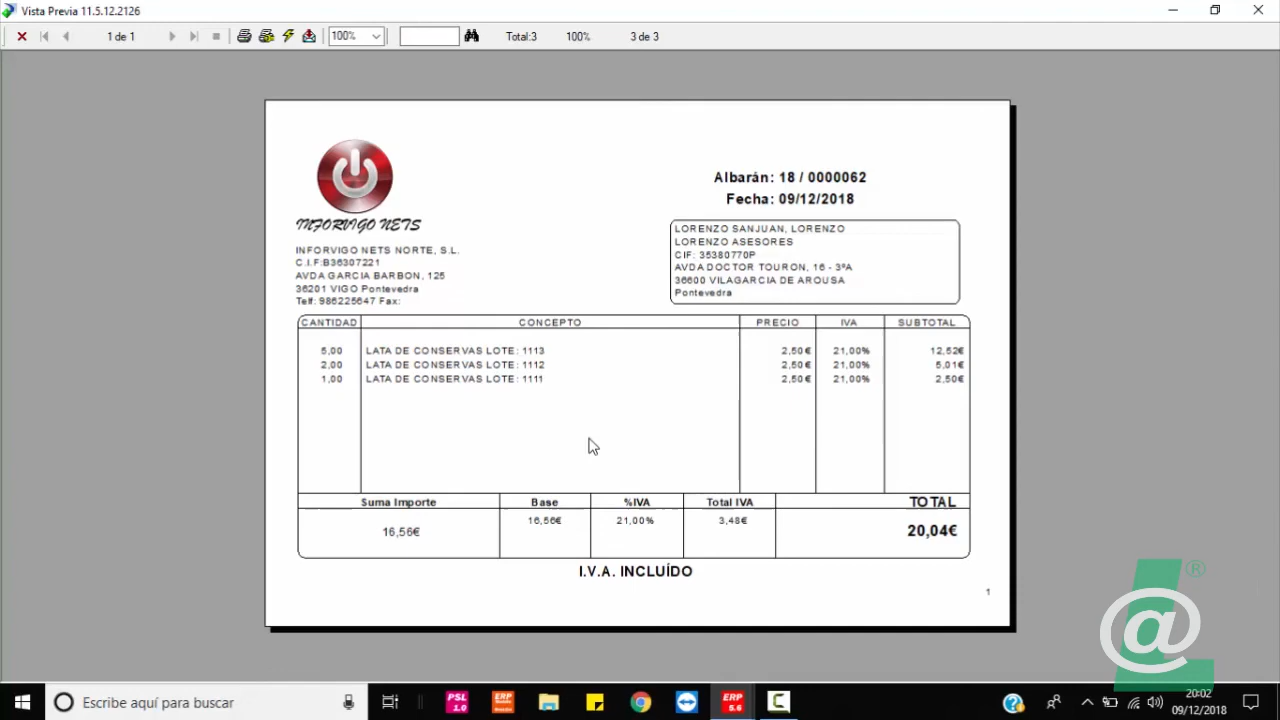 Vista Previa 11.5.12.2126
1 de 1
100%
Total:3
100%
3 de 3
INFORVIGO NETS
Albarán: 18 / 0000062
Fecha: 09/12/2018
INFORVIGO NETS NORTE, S.L.
C.I.F:B36307221
AVDA GARCIA BARBON, 125
36201 VIGO Pontevedra
Telf: 986225647 Fax:
LORENZO SANJUAN, LORENZO
LORENZO ASESORES
CIF: 35380770P
AVDA DOCTOR TOURON, 16 - 3ºA
36600 VILAGARCIA DE AROUSA
Pontevedra
CANTIDAD CONCEPTO PRECIO IVA SUBTOTAL
5,00 LATA DE CONSERVAS LOTE: 1113 2,50€ 21,00% 12,52€
2,00 LATA DE CONSERVAS LOTE: 1112 2,50€ 21,00% 5,01€
1,00 LATA DE CONSERVAS LOTE: 1111 2,50€ 21,00% 2,50€
Suma Importe Base %IVA Total IVA TOTAL
16,56€ 16,56€ 21,00% 3,48€ 20,04€
I.V.A. INCLUÍDO
1
L@®
Escribe aquí para buscar
PSL 1.0
ERP
ERP 5.6
20:02
09/12/2018